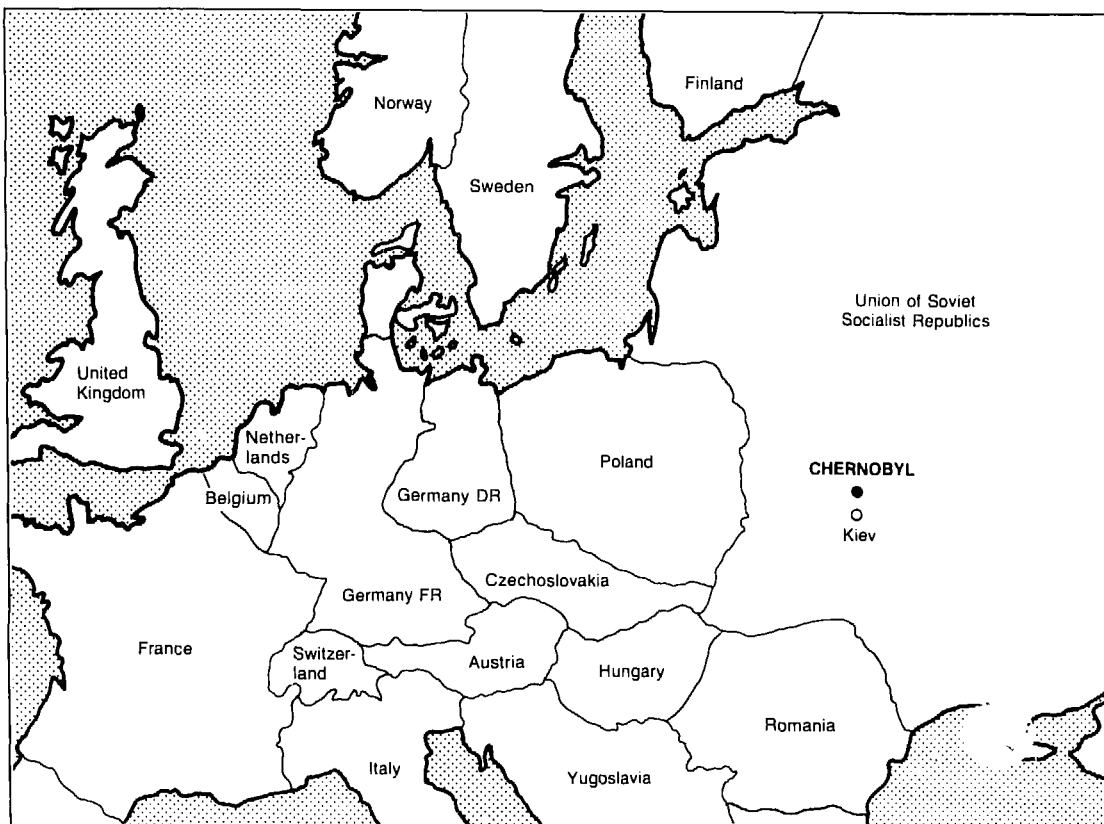 Norway
Finland
Sweden
Union of Soviet
Socialist Republics
United
Kingdom
Nether-
lands
Belgium
Germany DR
Poland
CHERNOBYL
Kiev
Czechoslovakia
Germany FR
France
Switzer-
land
Austria
Hungary
Romania
Italy
Yugoslavia